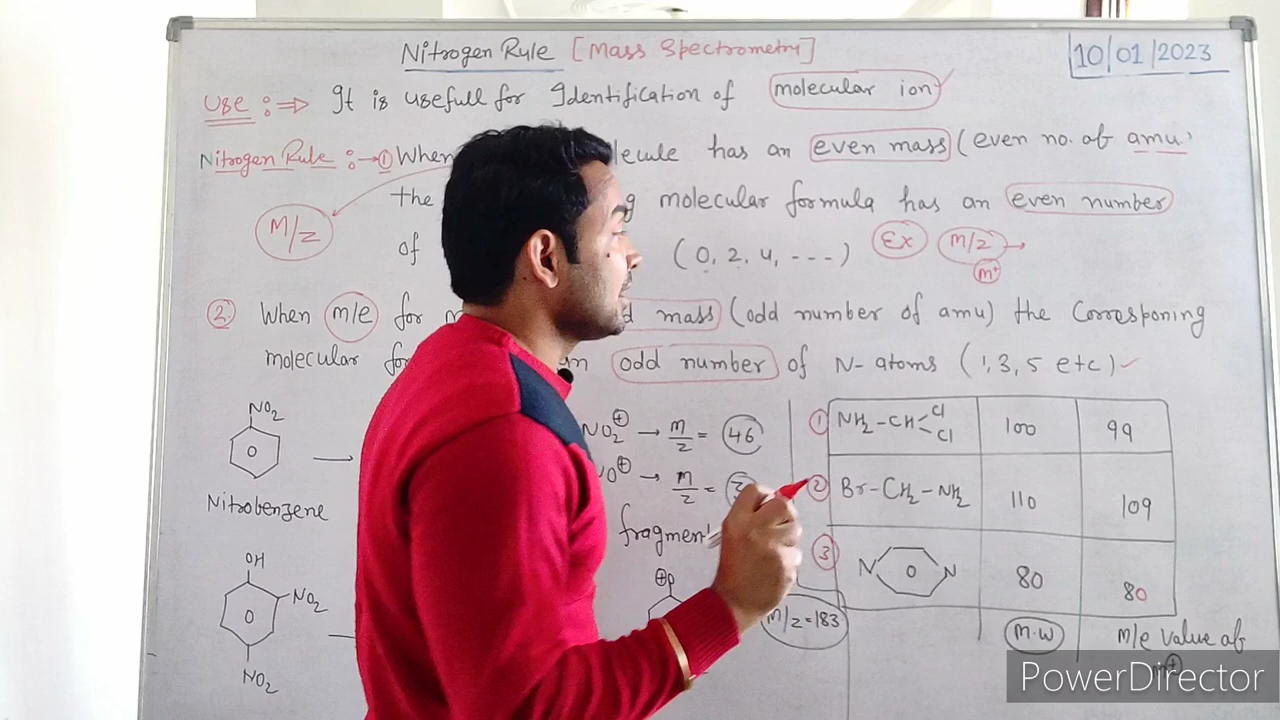 Nitrogen Rule [Mass Spectrometry]
10/01/2023
Use :⇒ It is usefull for Identification of molecular ion
Nitrogen Rule :→ ① When lecule has an even mass (even no. of amu
M/z
the molecular formula has an even number
of (0, 2, 4, ---) Ex M/z →
m+
2. When m/e for mass (odd number of amu) the Corresponing
molecular odd number of N-atoms (1, 3, 5 etc) ✓
NO2
Nitrobenzene
OH
NO2
NO2
NO2⊕ → m/z = 46
⊕ → m/z =
fragment
⊕
M/z = 183
① NH2-CH Cl Cl 100 99
② Br-CH2-NH2 110 109
③ N N 80 80
M.W M/e value of
PowerDirector